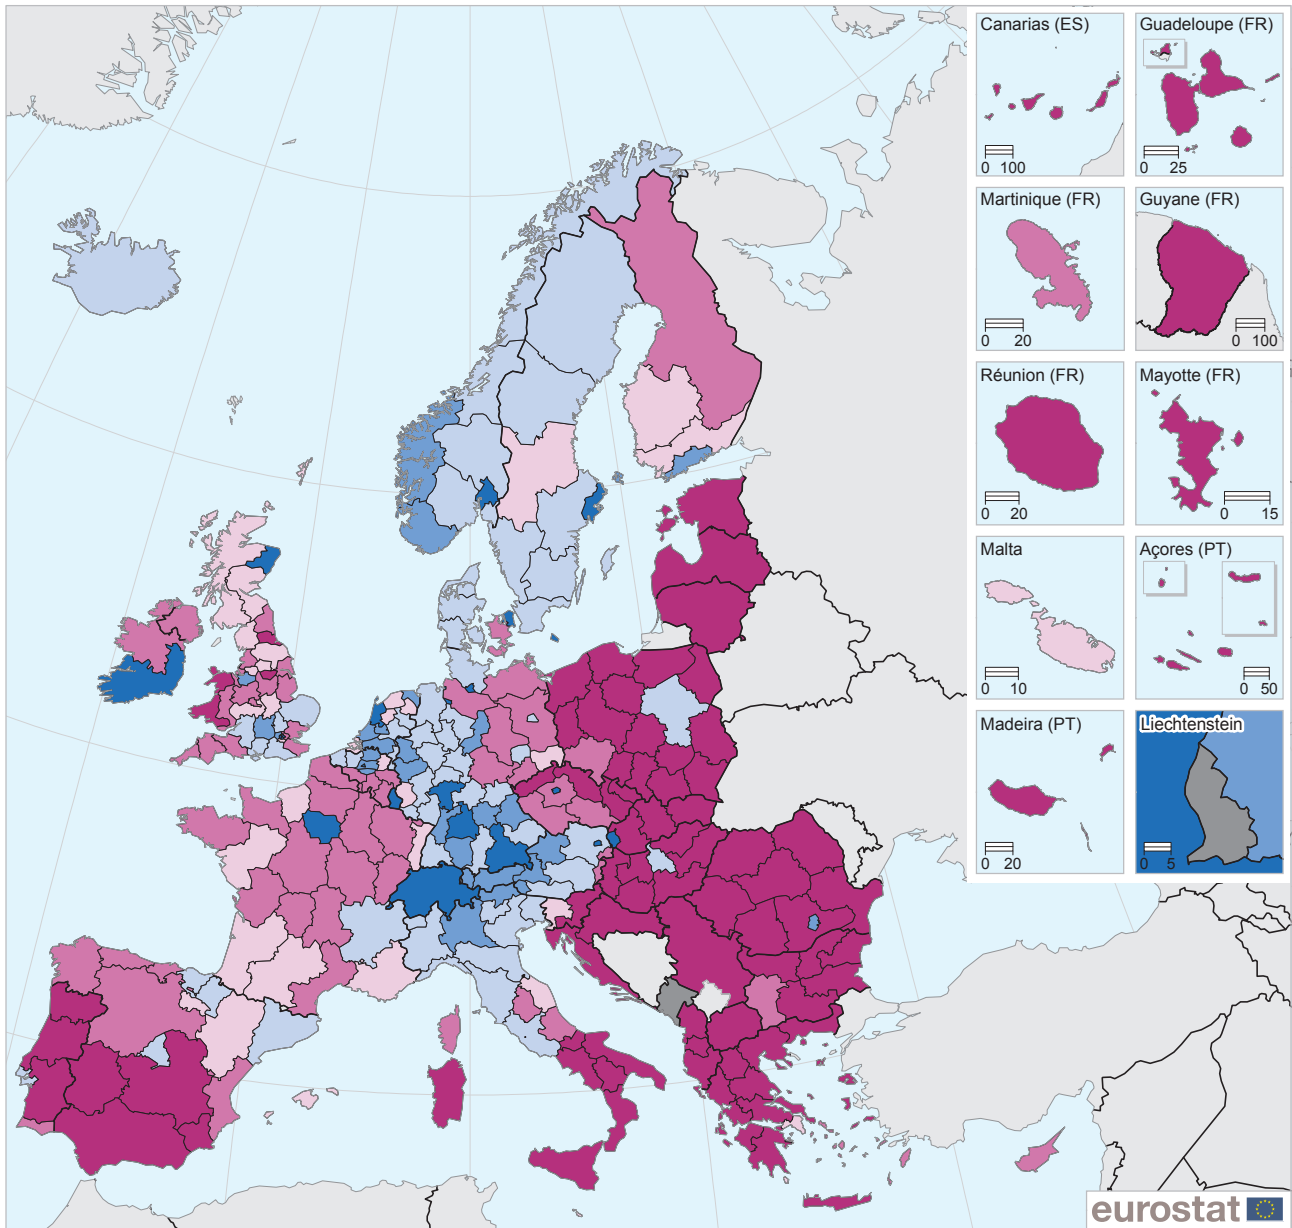 Canarias (ES)
0 100
Guadeloupe (FR)
0 25
Martinique (FR)
0 20
Guyane (FR)
0 100
Réunion (FR)
0 20
Mayotte (FR)
0 15
Malta
0 10
Açores (PT)
0 50
Madeira (PT)
0 20
Liechtenstein
0 5
eurostat